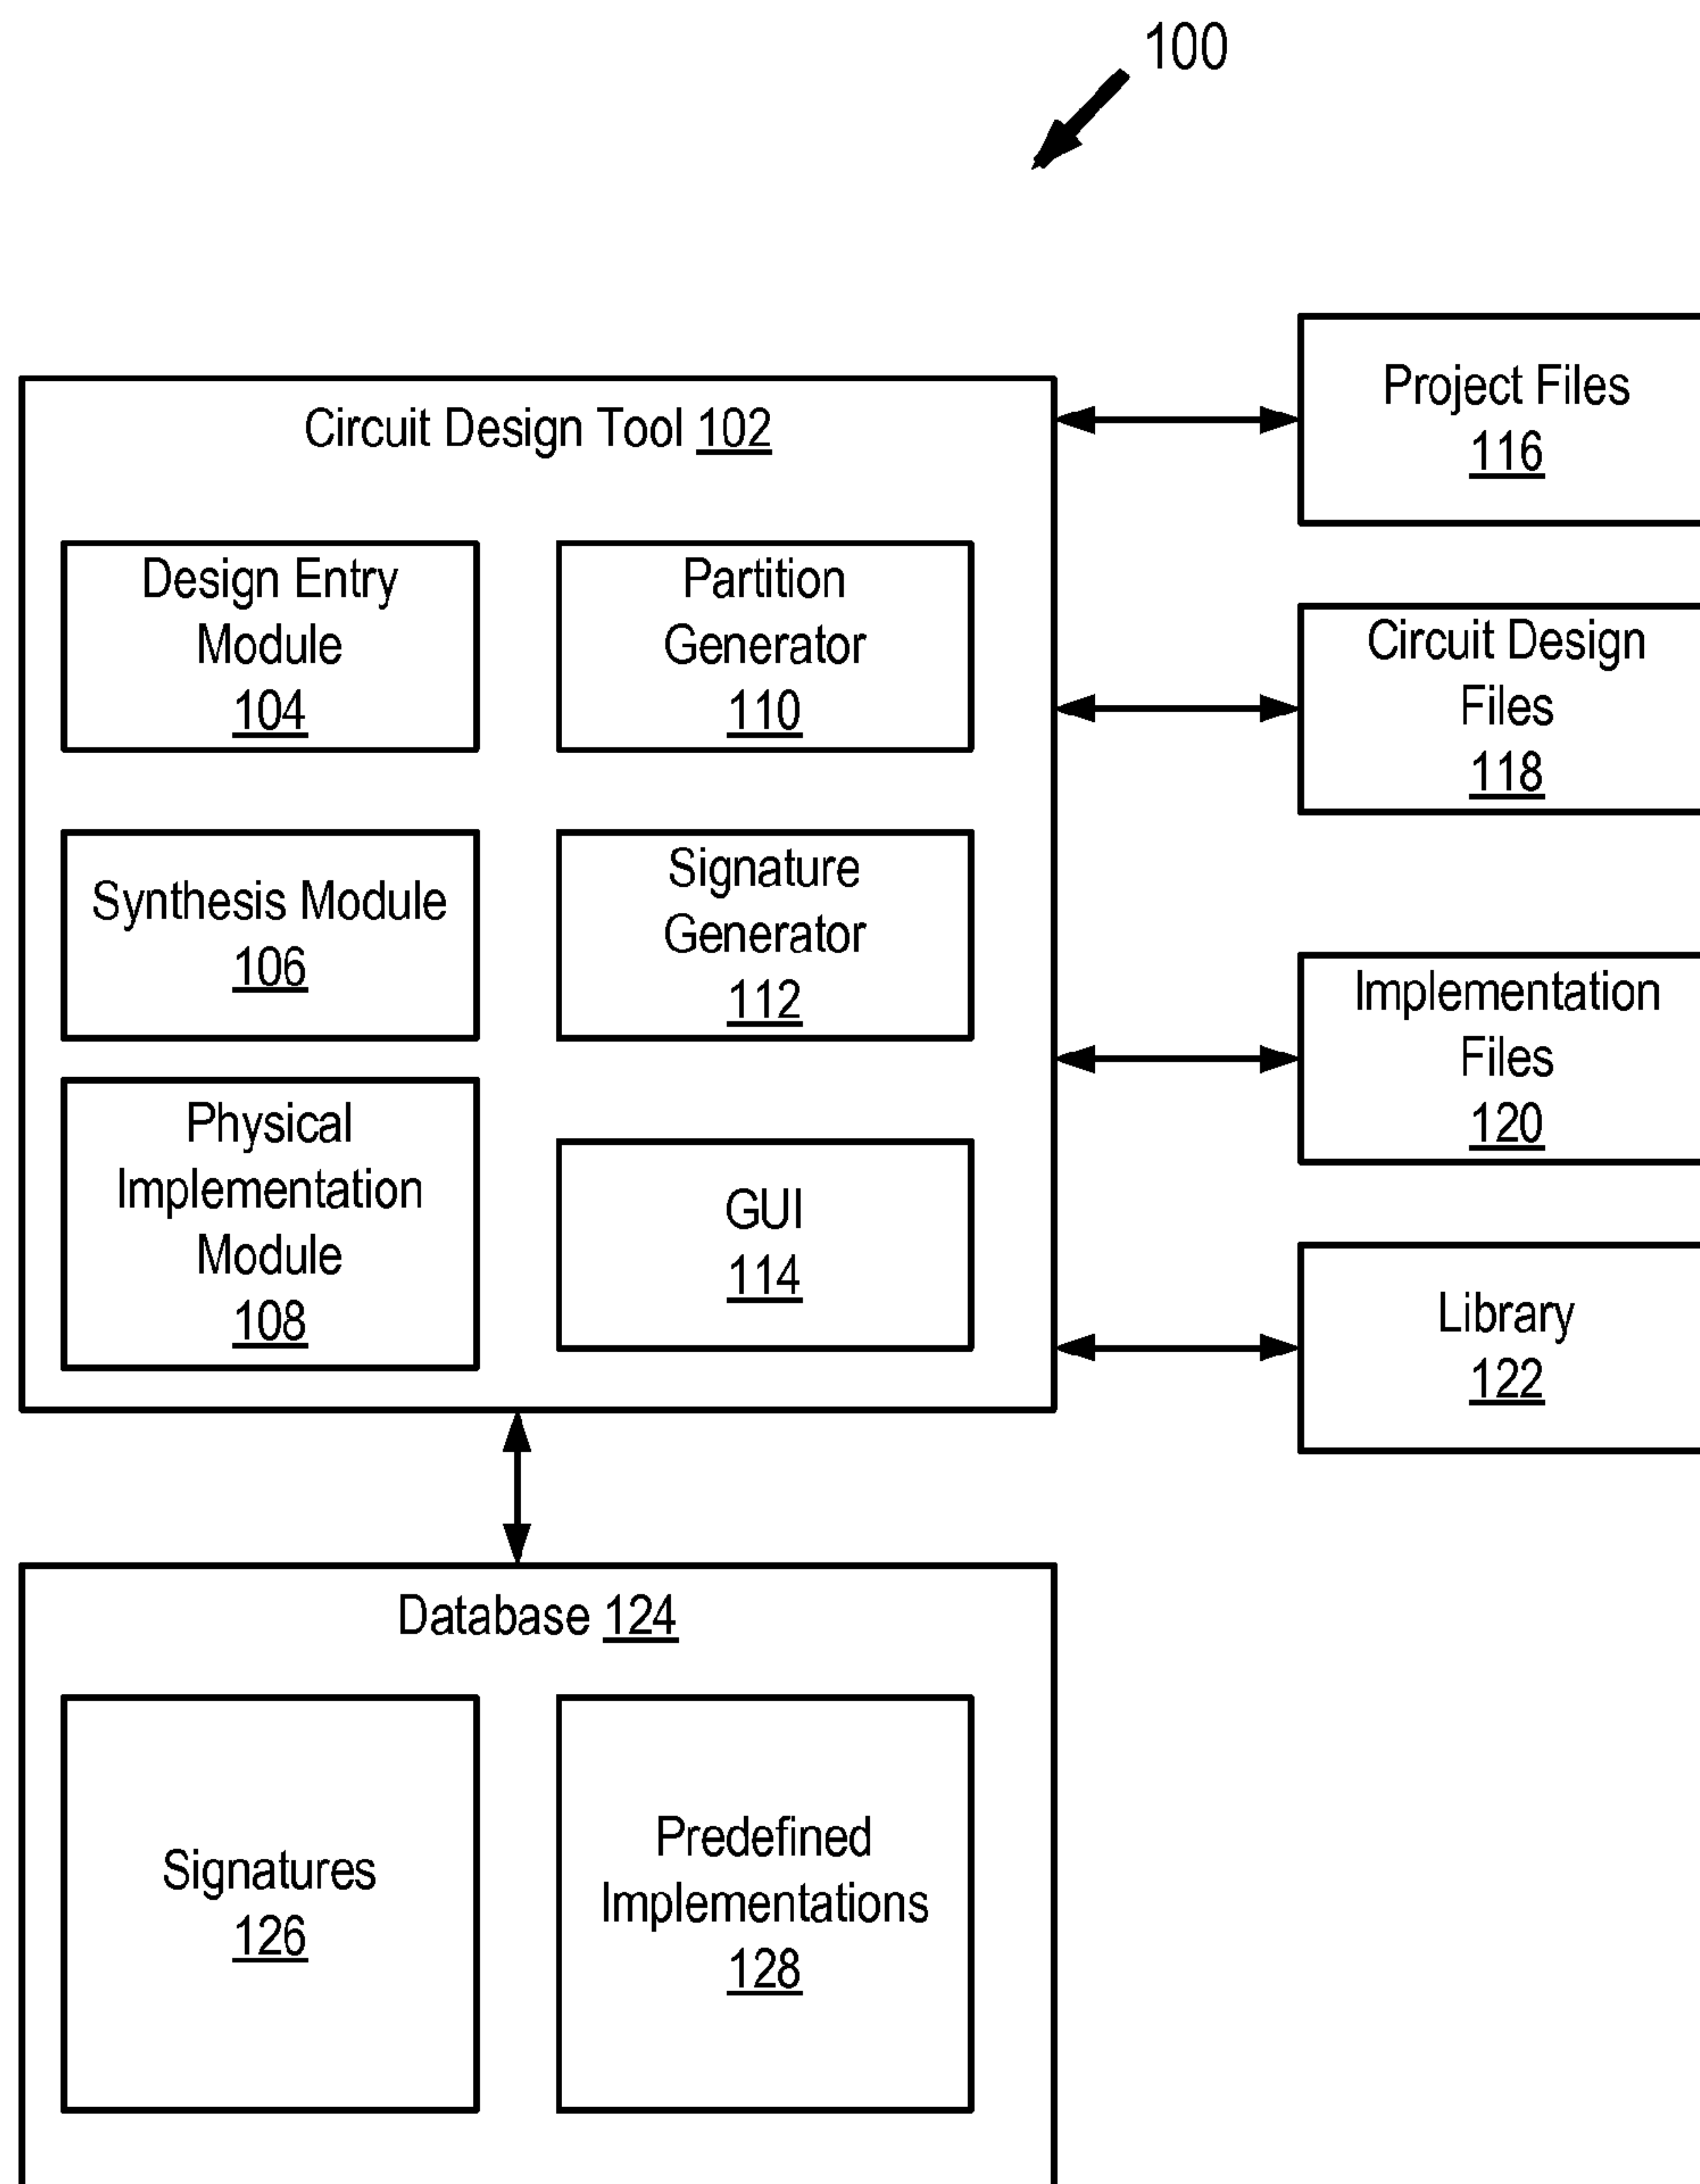 100
Circuit Design Tool 102
Design Entry
Module
104
Partition
Generator
110
Synthesis Module
106
Signature
Generator
112
Physical
Implementation
Module
108
GUI
114
Project Files
116
Circuit Design
Files
118
Implementation
Files
120
Library
122
Database 124
Signatures
126
Predefined
Implementations
128